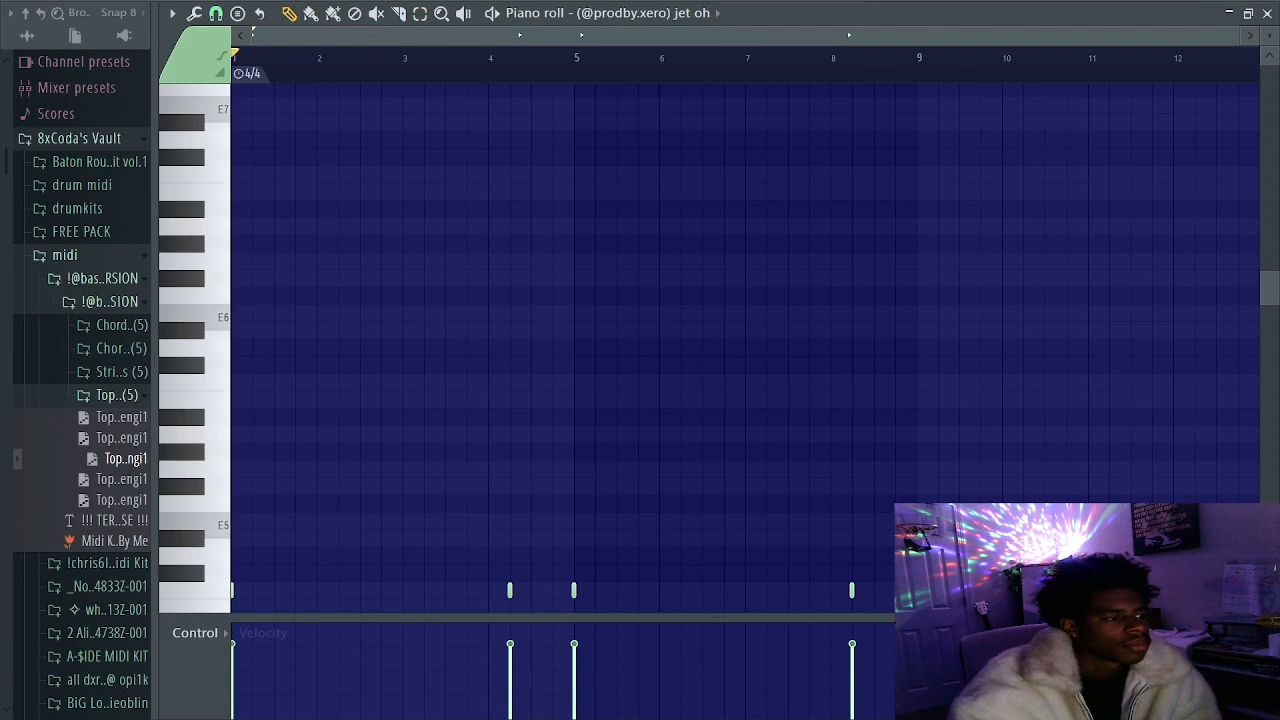 Bro.. Snap 8
Piano roll - (@prodby.xero) jet oh
Channel presets
Mixer presets
Scores
8xCoda's Vault
Baton Rou..it vol.1
drum midi
drumkits
FREE PACK
midi
!@bas..RSION
!@b..SION
Chord..(5)
Chor..(5)
Stri..s (5)
Top..(5)
Top..engi1
Top..engi1
Top..ngi1
Top..engi1
Top..engi1
!!! TER..SE !!!
Midi K..By Me
!chris6l..idi Kit
_No..4833Z-001
wh..13Z-001
2 Ali..4738Z-001
A-$IDE MIDI KIT
all dxr..@ opi1k
BiG Lo..ieoblin
2 3 4 5 6 7 8 9 10 11 12
4/4
E7
E6
E5
Control Velocity